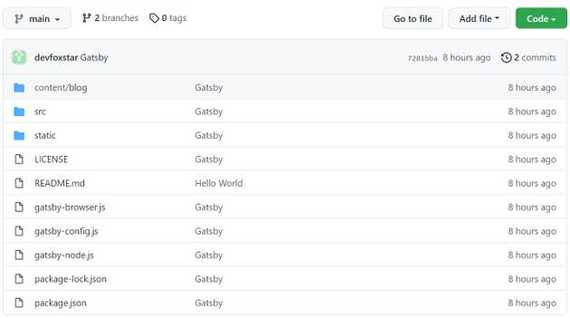 main 2 branches 0 tags Go to file Add file Code
devfoxstar Gatsby 72815ba 8 hours ago 2 commits
content/blog Gatsby 8 hours ago
src Gatsby 8 hours ago
static Gatsby 8 hours ago
LICENSE Gatsby 8 hours ago
README.md Hello World 8 hours ago
gatsby-browser.js Gatsby 8 hours ago
gatsby-config.js Gatsby 8 hours ago
gatsby-node.js Gatsby 8 hours ago
package-lock.json Gatsby 8 hours ago
package.json Gatsby 8 hours ago